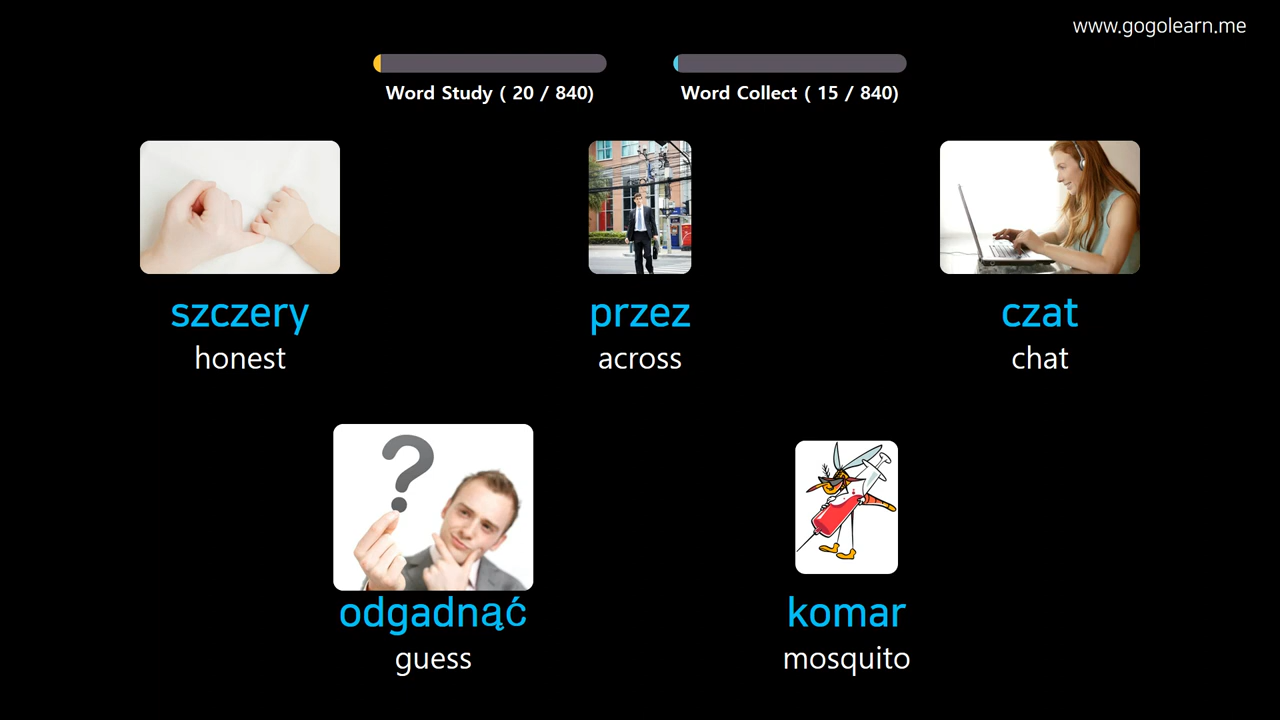 www.gogolearn.me
Word Study ( 20 / 840)
Word Collect ( 15 / 840)
szczery
honest
przez
across
czat
chat
?
odgadnąć
guess
komar
mosquito